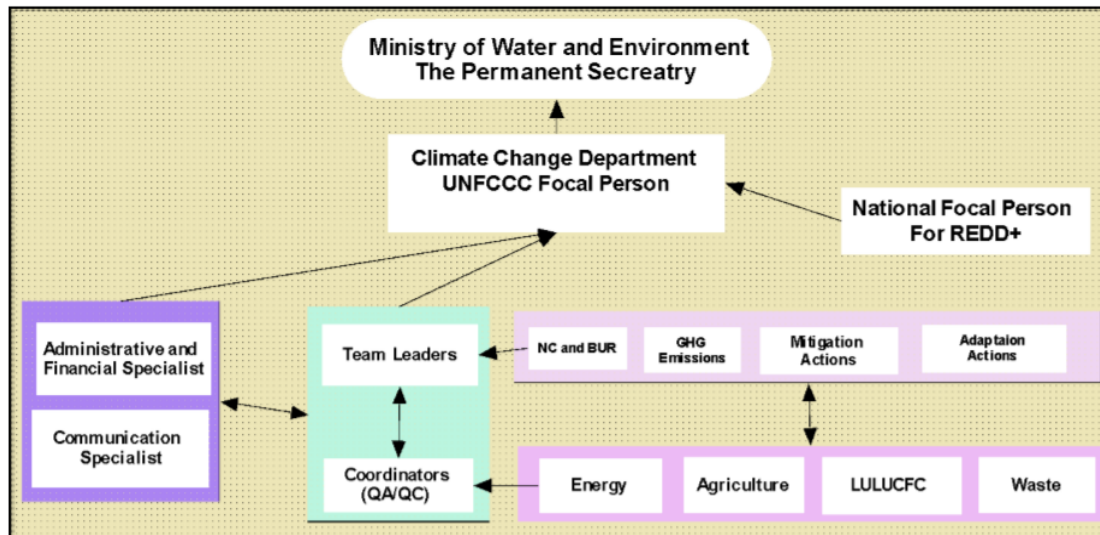 Ministry of Water and Environment
The Permanent Secreatry
Climate Change Department
UNFCCC Focal Person
National Focal Person
For REDD+
Administrative and
Financial Specialist
Communication
Specialist
Team Leaders
Coordinators
(QA/QC)
NC and BUR
GHG
Emissions
Mitigation
Actions
Adaptaion
Actions
Energy
Agriculture
LULUCFC
Waste